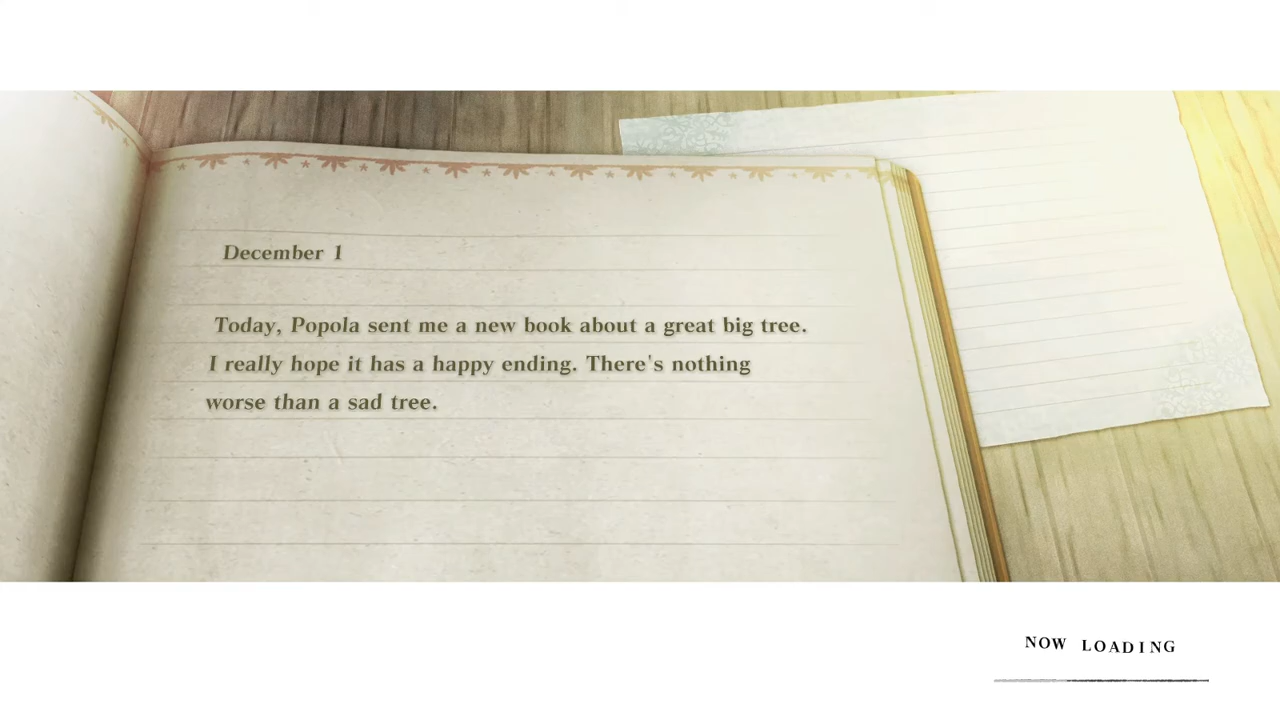 December 1
Today, Popola sent me a new book about a great big tree.
I really hope it has a happy ending. There's nothing
worse than a sad tree.
NOW LOADING